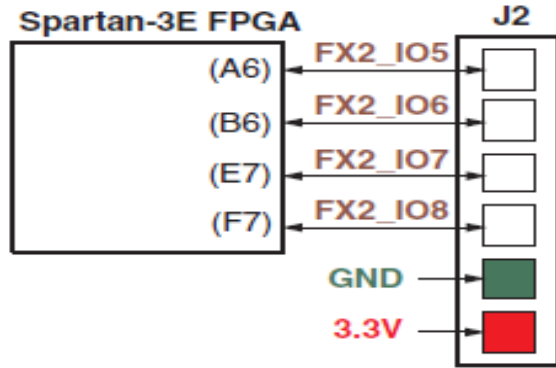 Spartan-3E FPGA
J2
(A6)
FX2_IO5
(B6)
FX2_IO6
(E7)
FX2_IO7
(F7)
FX2_IO8
GND
3.3V